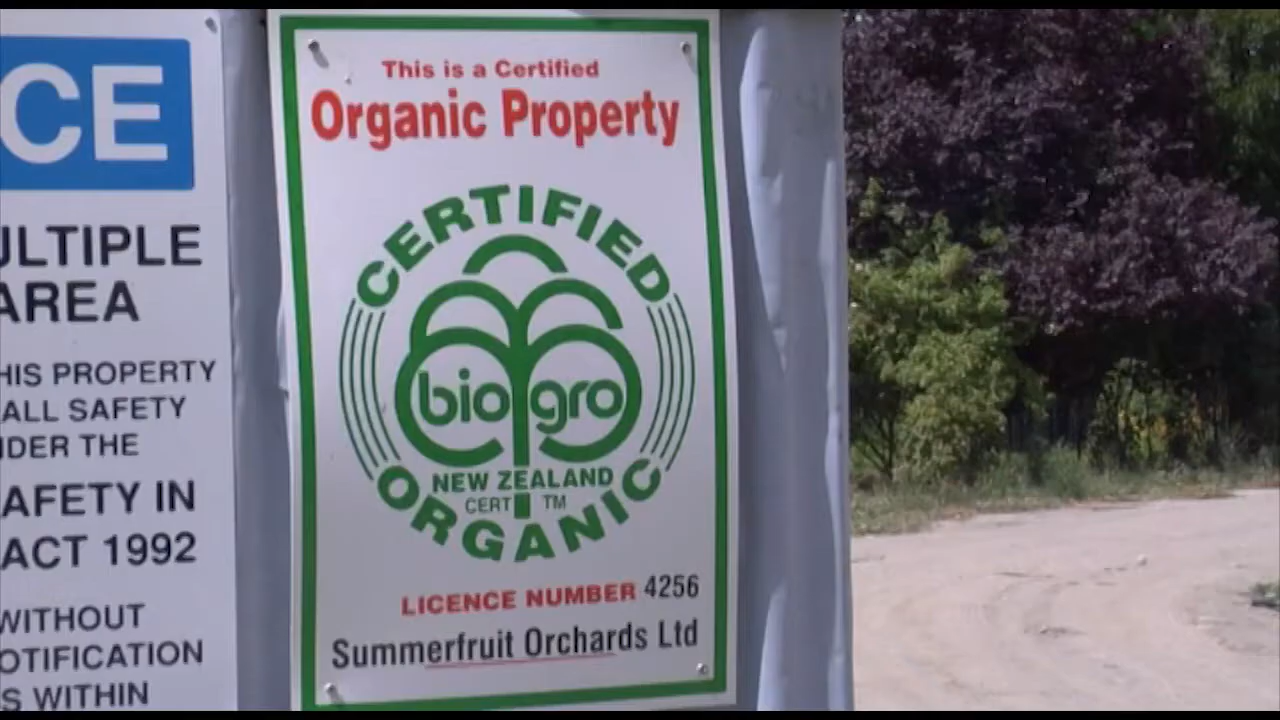 CE
ULTIPLE
AREA
HIS PROPERTY
ALL SAFETY
DER THE
AFETY IN
ACT 1992
WITHOUT
OTIFICATION
S WITHIN
This is a Certified
Organic Property
CERTIFIED
bio gro
NEW ZEALAND
CERT TM
ORGANIC
LICENCE NUMBER 4256
Summerfruit Orchards Ltd